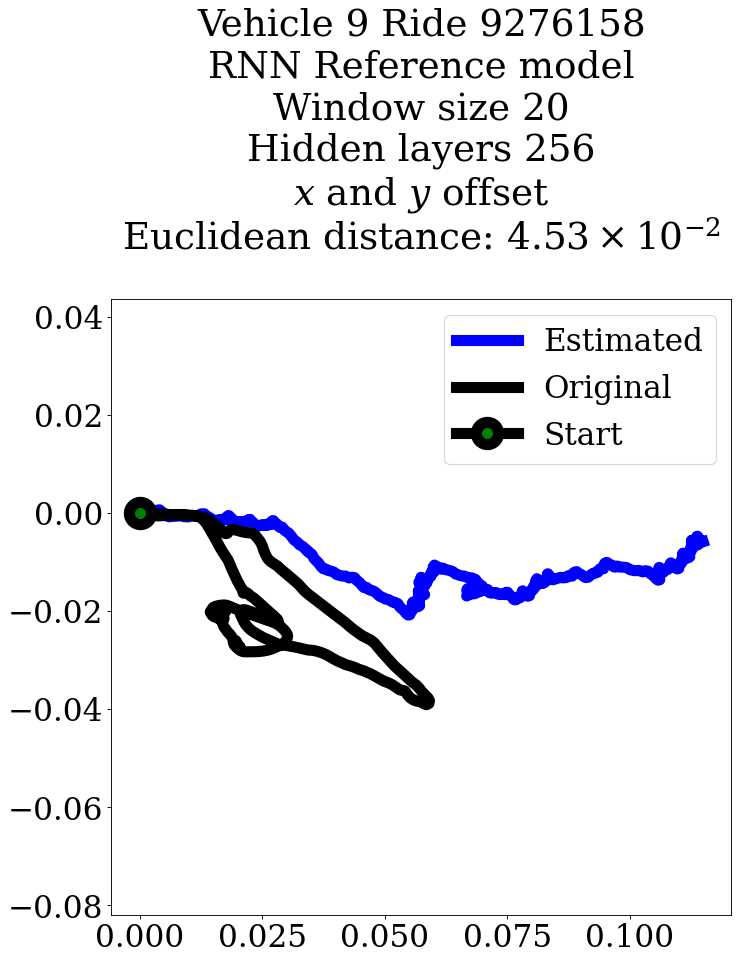 Vehicle 9 Ride 9276158
RNN Reference model
Window size 20
Hidden layers 256
x and y offset
Euclidean distance: 4.53 × 10⁻²
Estimated
Original
Start
0.04
0.02
0.00
−0.02
−0.04
−0.06
−0.08
0.000 0.025 0.050 0.075 0.100